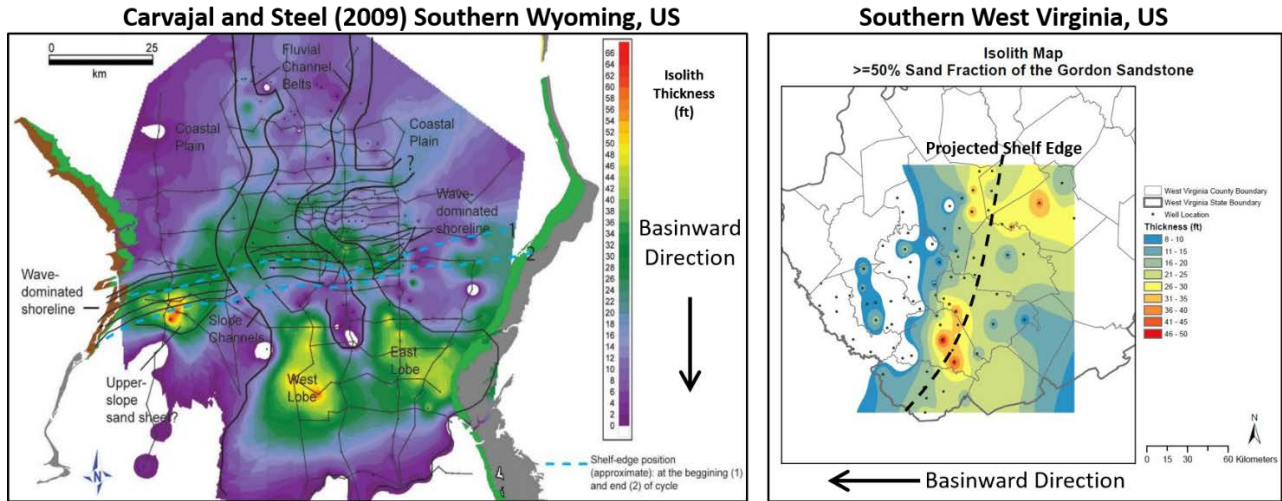 Carvajal and Steel (2009) Southern Wyoming, US
0 25
km
Fluvial
Channel
Belts
Coastal
Plain
Coastal
Plain
?
Wave-
dominated
shoreline
1
2
Wave-
dominated
shoreline
Slope
Channels
West
Lobe
East
Lobe
Upper-
slope
sand sheet?
N
Isolith
Thickness
(ft)
66
64
62
60
58
56
54
52
50
48
46
44
42
40
38
36
34
32
30
28
26
24
22
20
18
16
14
12
10
8
6
4
2
0
Shelf-edge position
(approximate): at the beggining (1)
and end (2) of cycle
Basinward
Direction
Southern West Virginia, US
Isolith Map
>=50% Sand Fraction of the Gordon Sandstone
Projected Shelf Edge
West Virginia County Boundary
West Virginia State Boundary
Well Location
Thickness (ft)
8 - 10
11 - 15
16 - 20
21 - 25
26 - 30
31 - 35
36 - 40
41 - 45
46 - 50
N
0 15 30 60 Kilometers
Basinward Direction